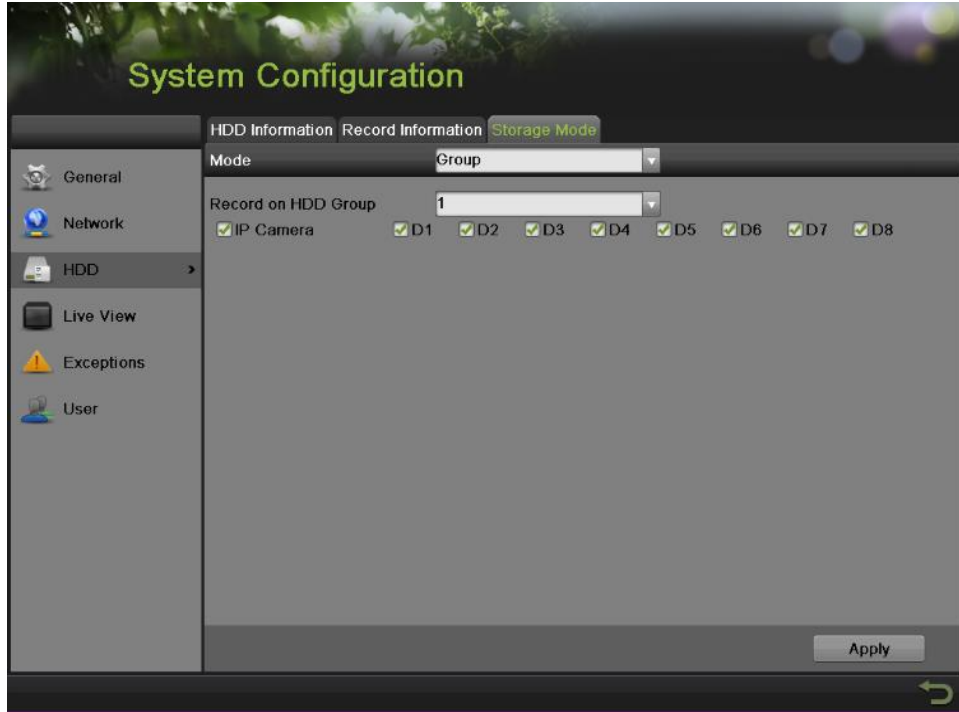 System Configuration
HDD Information Record Information Storage Mode
Mode Group
General
Record on HDD Group 1
Network
IP Camera D1 D2 D3 D4 D5 D6 D7 D8
HDD
Live View
Exceptions
User
Apply